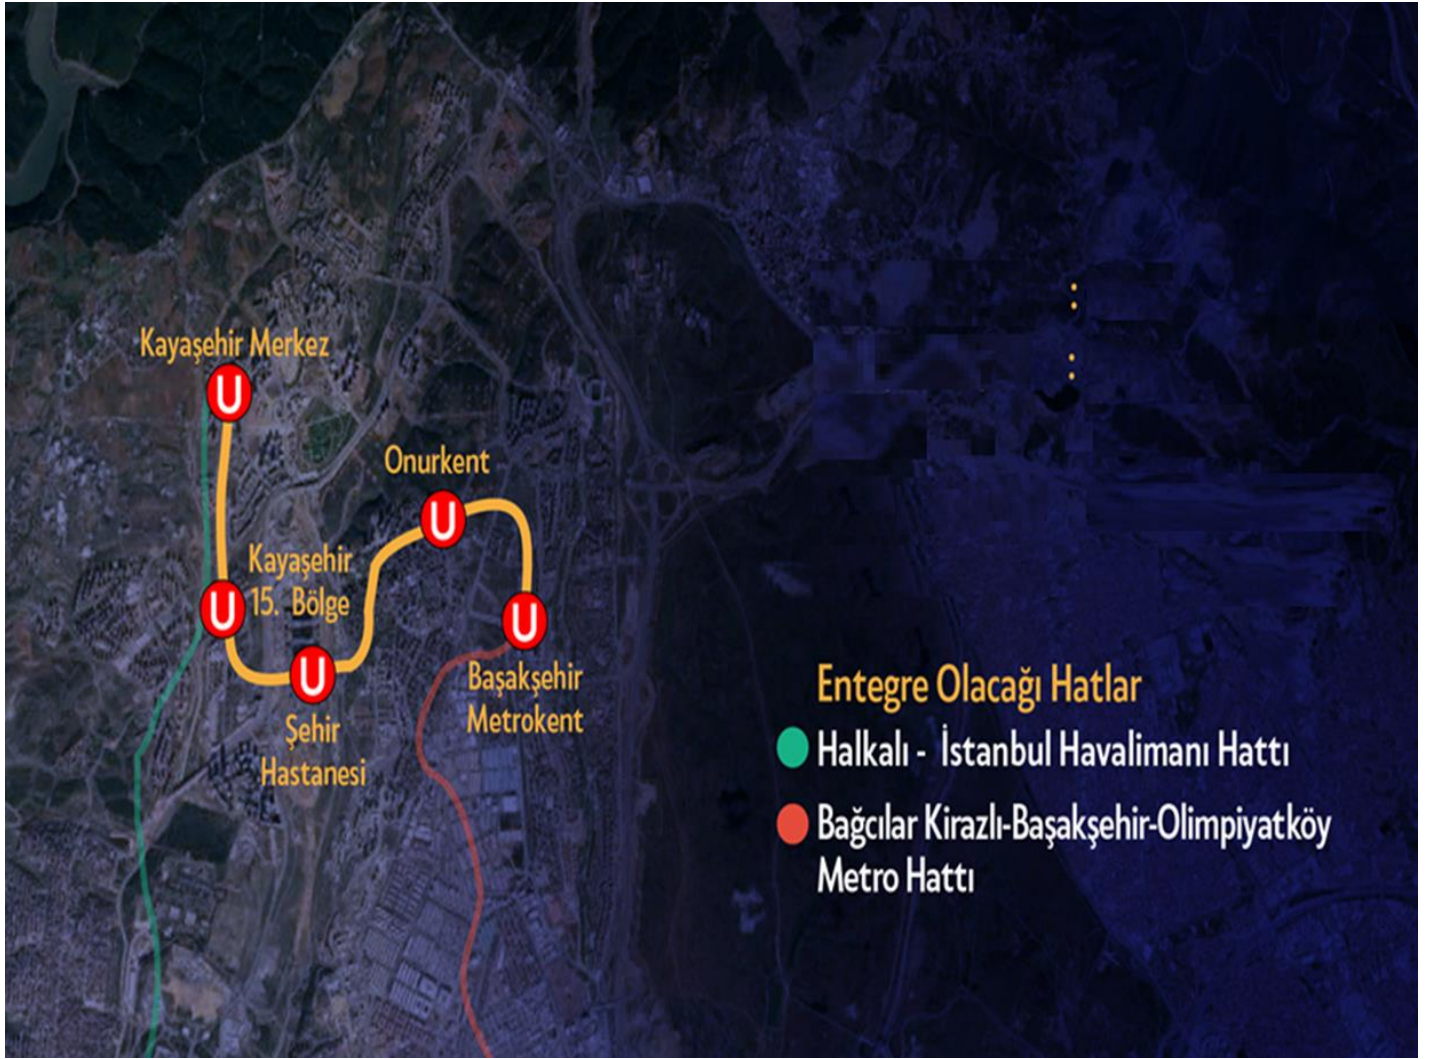 Kayaşehir Merkez
U
Onurkent
U
Kayaşehir
15. Bölge
U
U
U
Başakşehir
Metrokent
Şehir
Hastanesi
Entegre Olacağı Hatlar
Halkalı - İstanbul Havalimanı Hattı
Bağcılar Kirazlı-Başakşehir-Olimpiyatköy
Metro Hattı